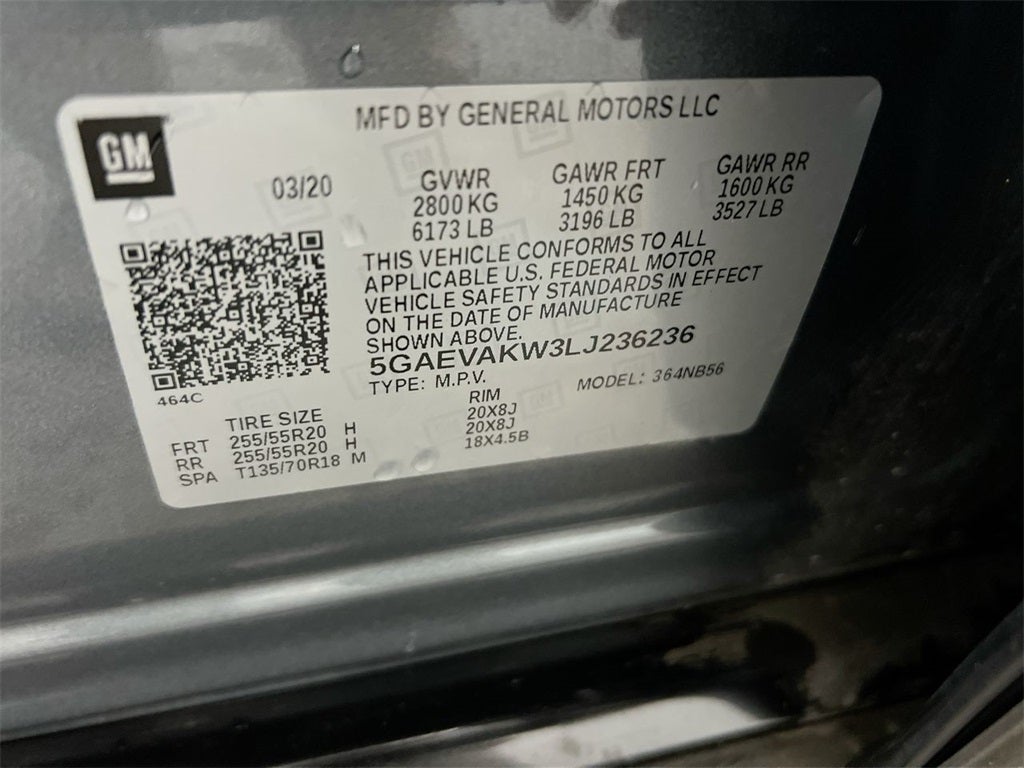 GM
MFD BY GENERAL MOTORS LLC
03/20
GVWR
2800 KG
6173 LB
GAWR FRT
1450 KG
3196 LB
GAWR RR
1600 KG
3527 LB
THIS VEHICLE CONFORMS TO ALL
APPLICABLE U.S. FEDERAL MOTOR
VEHICLE SAFETY STANDARDS IN EFFECT
ON THE DATE OF MANUFACTURE
SHOWN ABOVE.
5GAEVAKW3LJ236236
TYPE: M.P.V. MODEL: 364NB56
464C
TIRE SIZE RIM
FRT 255/55R20 H 20X8J
RR 255/55R20 H 20X8J
SPA T135/70R18 M 18X4.5B